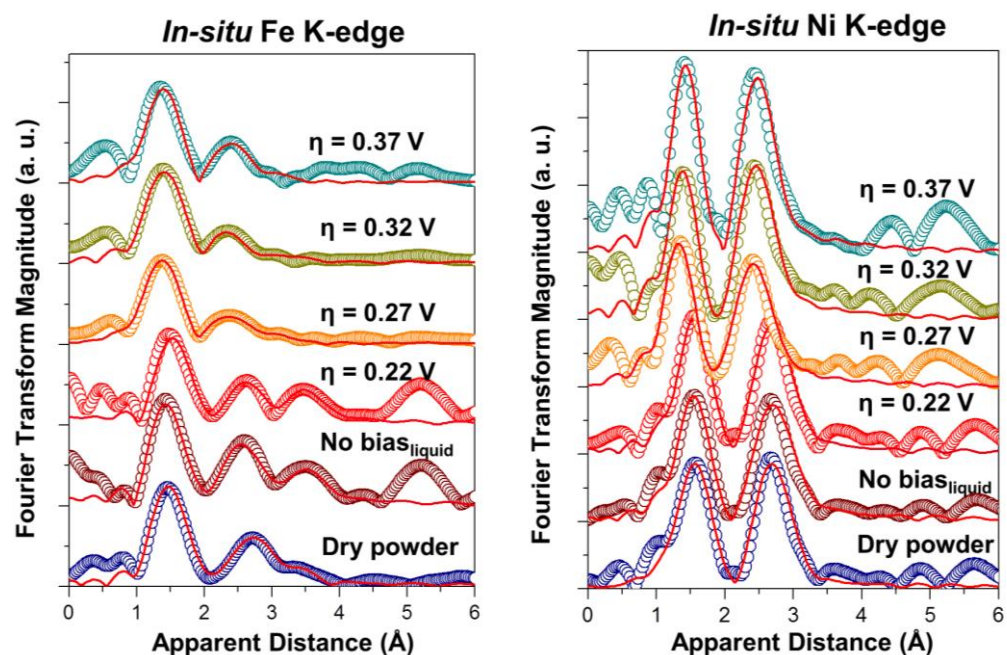 In-situ Fe K-edge
Fourier Transform Magnitude (a. u.)
η = 0.37 V
η = 0.32 V
η = 0.27 V
η = 0.22 V
No bias_liquid
Dry powder
0 1 2 3 4 5 6
Apparent Distance (Å)
In-situ Ni K-edge
Fourier Transform Magnitude (a. u.)
η = 0.37 V
η = 0.32 V
η = 0.27 V
η = 0.22 V
No bias_liquid
Dry powder
0 1 2 3 4 5 6
Apparent Distance (Å)